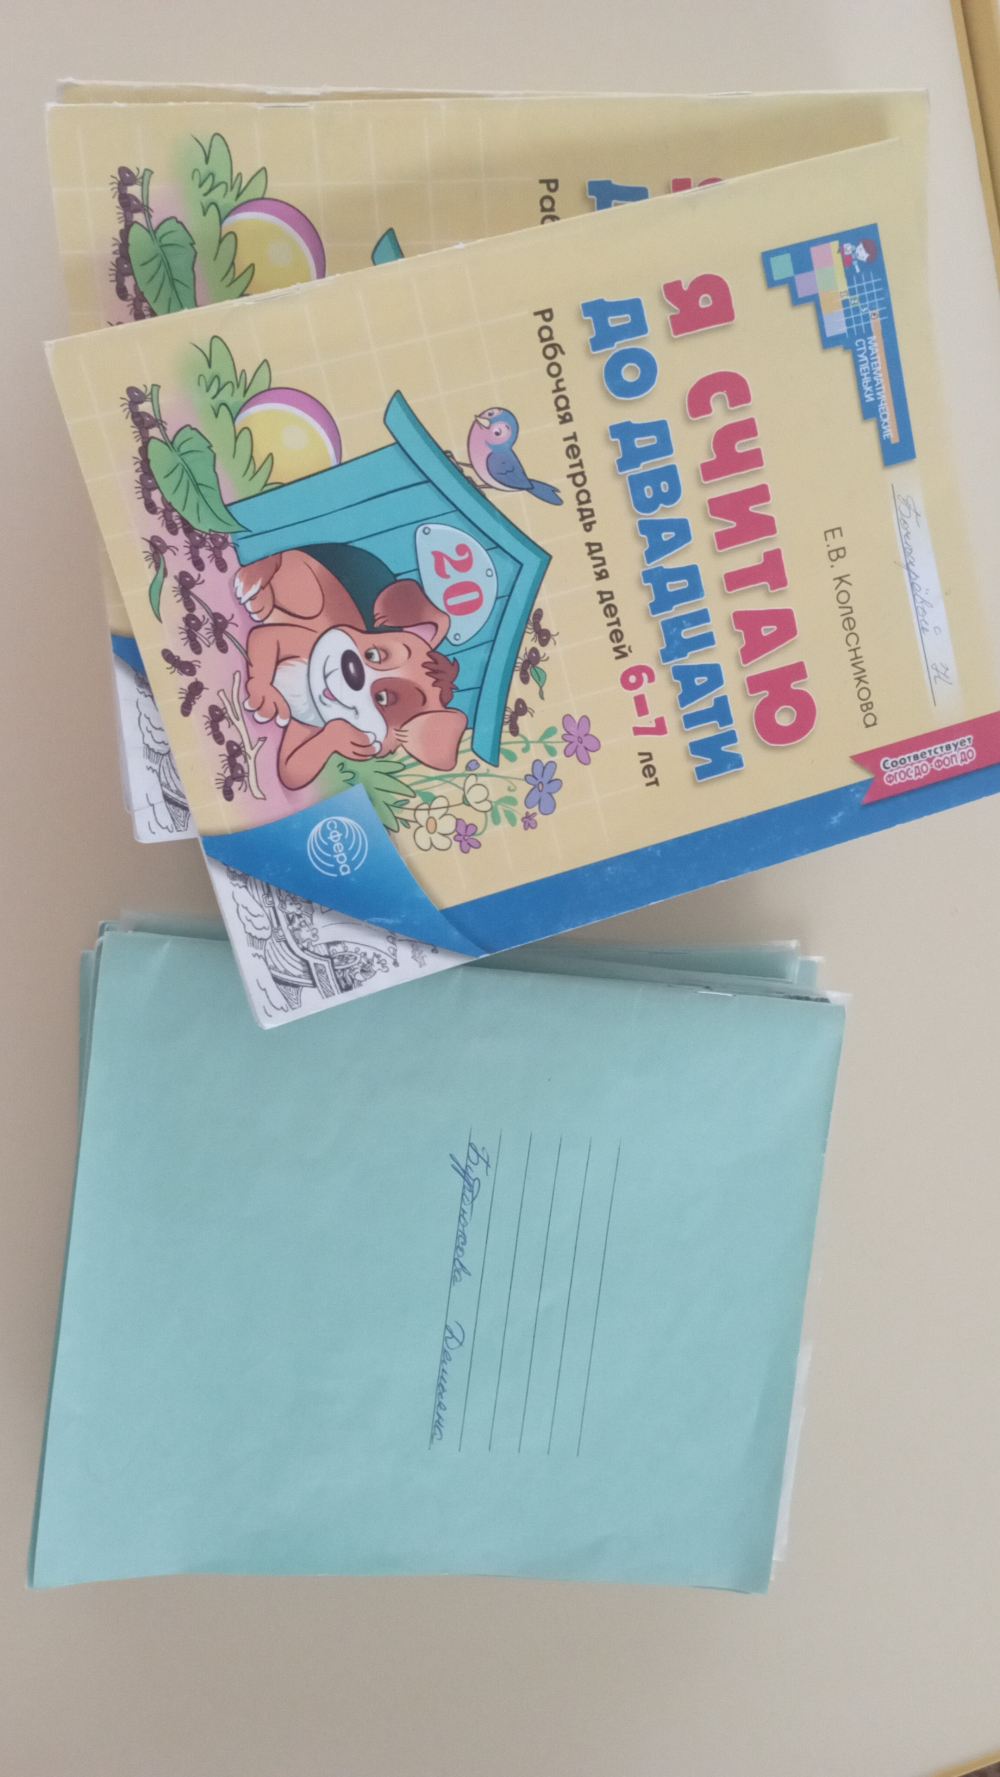 МАТЕМАТИЧЕСКИЕ
СТУПЕНЬКИ
Е.В. Колесникова
Я СЧИТАЮ
ДО ДВАДЦАТИ
Рабочая тетрадь для детей 6–7 лет
20
Соответствует
ФГОС ДО ФОП ДО
сфера
Я
Д
Раб